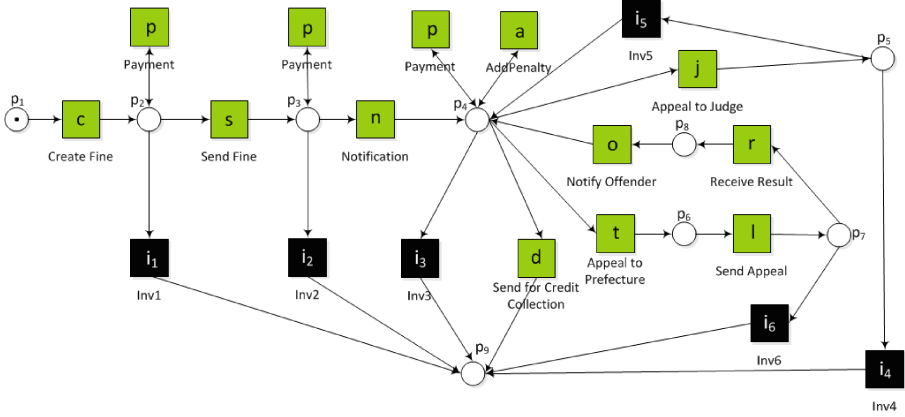 p
p
p
a
i5
p5
Payment
Payment
Payment
AddPenalty
Inv5
j
p1
p2
p3
p4
Appeal to Judge
p8
c
s
n
o
r
Create Fine
Send Fine
Notification
Notify Offender
Receive Result
p6
t
l
p7
i1
i2
i3
d
Appeal to
Prefecture
Send Appeal
Inv1
Inv2
Inv3
Send for Credit
Collection
i6
p9
Inv6
i4
Inv4